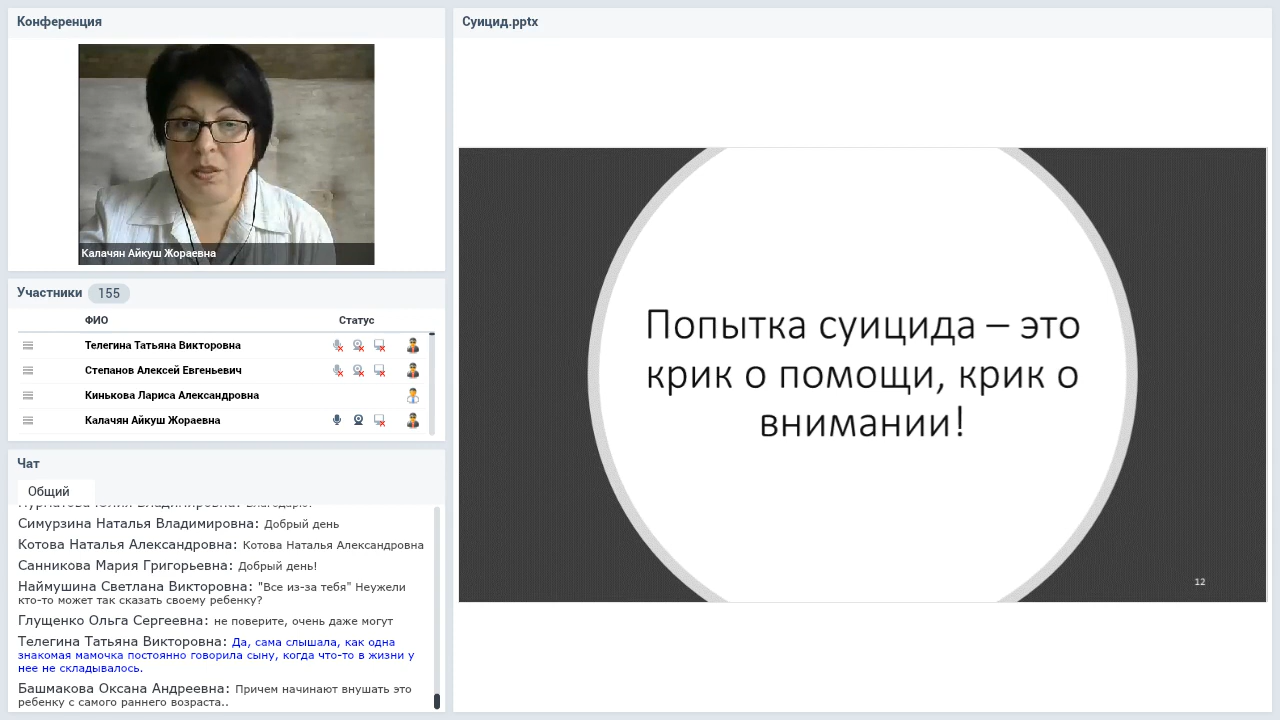 Конференция
Калачян Айкуш Жораевна
Участники 155
ФИО Статус
Телегина Татьяна Викторовна
Степанов Алексей Евгеньевич
Кинькова Лариса Александровна
Калачян Айкуш Жораевна
Чат
Общий
Симурзина Наталья Владимировна: Добрый день
Котова Наталья Александровна: Котова Наталья Александровна
Санникова Мария Григорьевна: Добрый день!
Наймушина Светлана Викторовна: "Все из-за тебя" Неужели
кто-то может так сказать своему ребенку?
Глущенко Ольга Сергеевна: не поверите, очень даже могут
Телегина Татьяна Викторовна: Да, сама слышала, как одна
знакомая мамочка постоянно говорила сыну, когда что-то в жизни у
нее не складывалось.
Башмакова Оксана Андреевна: Причем начинают внушать это
ребенку с самого раннего возраста..
Суицид.pptx
Попытка суицида – это
крик о помощи, крик о
внимании!
12